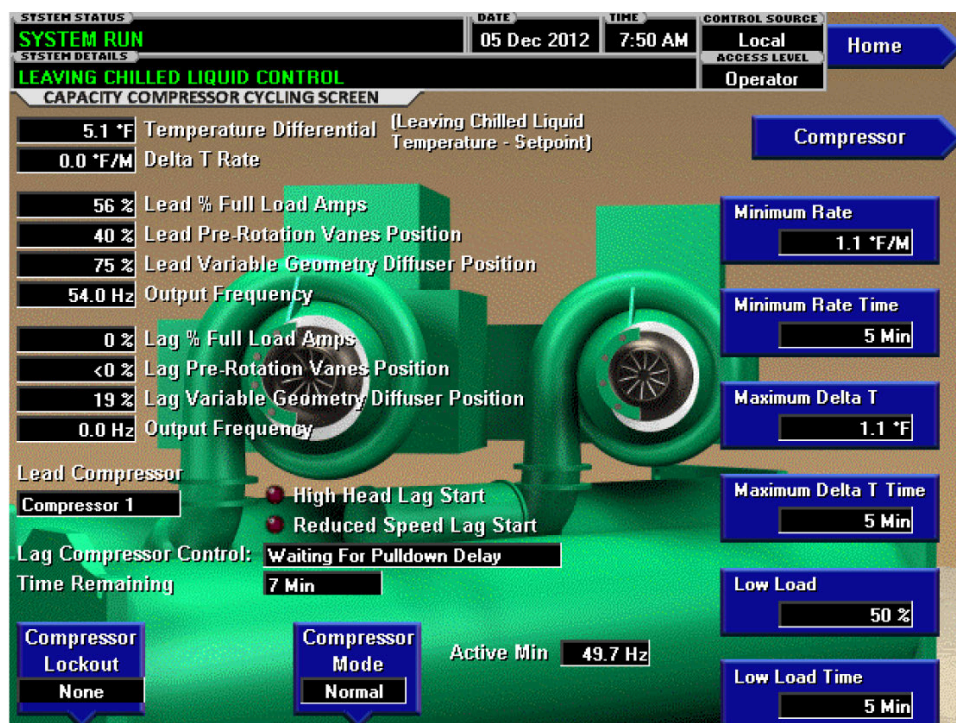 SYSTEM STATUS
SYSTEM RUN
DATE
05 Dec 2012
TIME
7:50 AM
CONTROL SOURCE
Local
Home
SYSTEM DETAILS
LEAVING CHILLED LIQUID CONTROL
ACCESS LEVEL
Operator
CAPACITY COMPRESSOR CYCLING SCREEN
5.1 °F Temperature Differential (Leaving Chilled Liquid
Temperature - Setpoint)
0.0 °F/M Delta T Rate
Compressor
56 % Lead % Full Load Amps
40 % Lead Pre-Rotation Vanes Position
75 % Lead Variable Geometry Diffuser Position
54.0 Hz Output Frequency
0 % Lag % Full Load Amps
<0 % Lag Pre-Rotation Vanes Position
19 % Lag Variable Geometry Diffuser Position
0.0 Hz Output Frequency
Minimum Rate
1.1 °F/M
Minimum Rate Time
5 Min
Maximum Delta T
1.1 °F
Maximum Delta T Time
5 Min
Low Load
50 %
Low Load Time
5 Min
Lead Compressor
Compressor 1
High Head Lag Start
Reduced Speed Lag Start
Lag Compressor Control: Waiting For Pulldown Delay
Time Remaining 7 Min
Compressor
Lockout
None
Compressor
Mode
Normal
Active Min 49.7 Hz